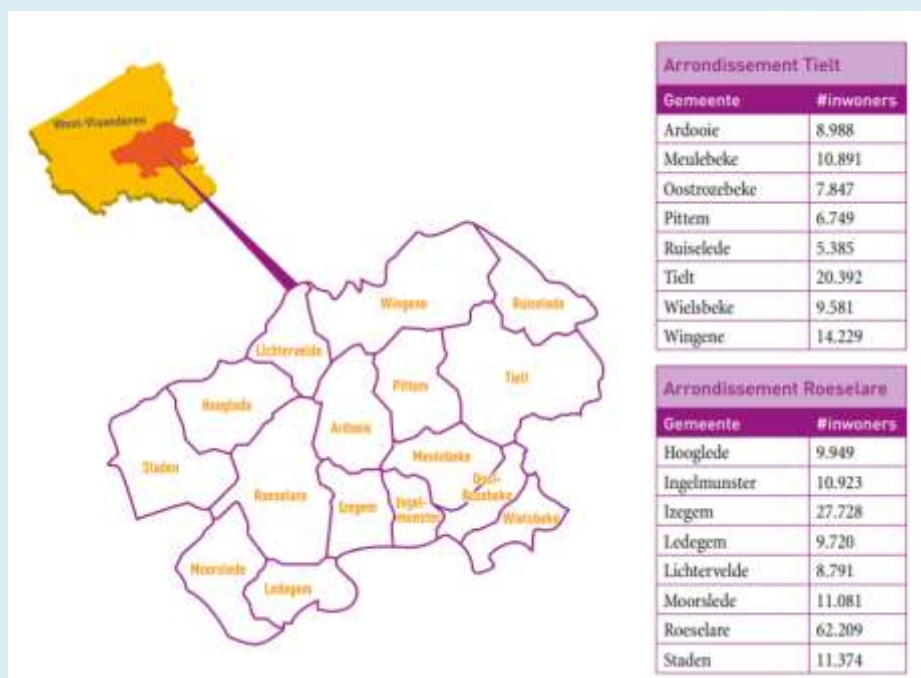 West-Vlaanderen
Wingene
Ruiselede
Lichtervelde
Pittem
Tielt
Hooglede
Ardooie
Meulebeke
Staden
Roeselare
Izegem
Ingel-
munster
Oost-
Rozebeke
Wielsbeke
Moorslede
Ledegem
Arrondissement Tielt
Gemeente #inwoners
Ardooie 8.988
Meulebeke 10.891
Oostrozebeke 7.847
Pittem 6.749
Ruiselede 5.385
Tielt 20.392
Wielsbeke 9.581
Wingene 14.229
Arrondissement Roeselare
Gemeente #inwoners
Hooglede 9.949
Ingelmunster 10.923
Izegem 27.728
Ledegem 9.720
Lichtervelde 8.791
Moorslede 11.081
Roeselare 62.209
Staden 11.374